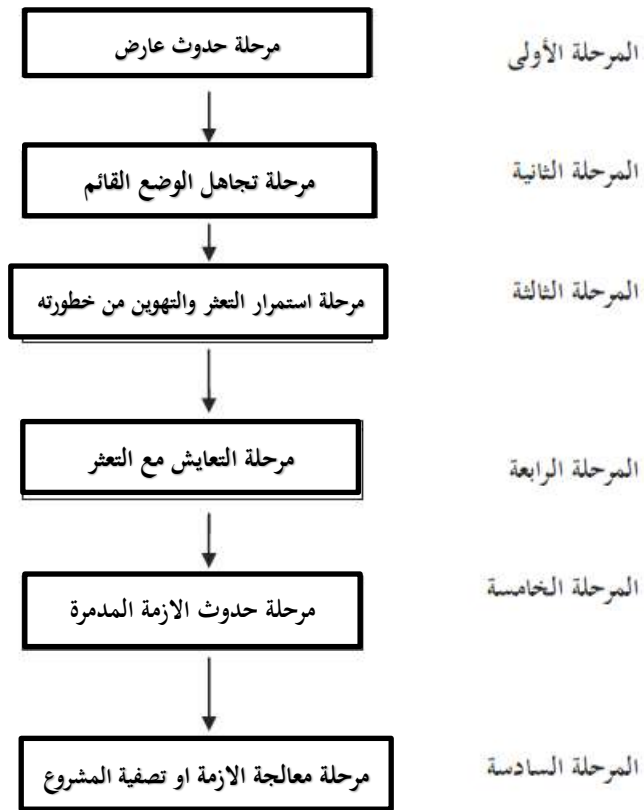 المرحلة الأولى
مرحلة حدوث عارض
المرحلة الثانية
مرحلة تجاهل الوضع القائم
المرحلة الثالثة
مرحلة استمرار التعثر والتهوين من خطورته
المرحلة الرابعة
مرحلة التعايش مع التعثر
المرحلة الخامسة
مرحلة حدوث الازمة المدمرة
المرحلة السادسة
مرحلة معالجة الازمة او تصفية المشروع